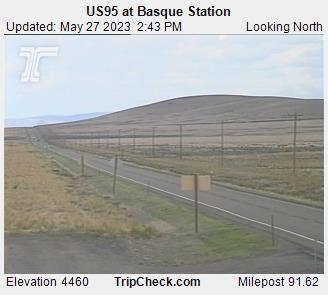 US95 at Basque Station
Updated: May 27 2023 2:43 PM Looking North
Elevation 4460 TripCheck.com Milepost 91.62